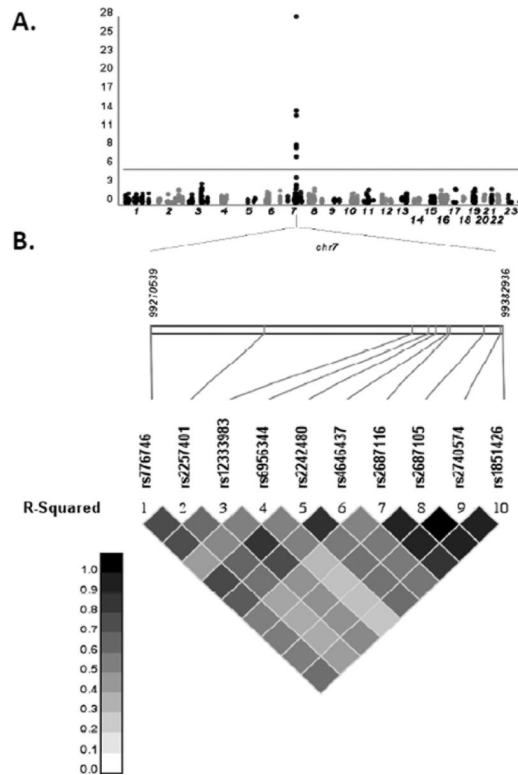 A.
28
25
22
19
17
14
11
8
6
3
0
1 2 3 4 5 6 7 8 9 10 11 12 13 14 15 16 17 18 19 20 21 22 23
B.
chr7
99270539
99382936
rs776746
rs2257401
rs12333983
rs6956344
rs2242480
rs4646437
rs2687116
rs2687105
rs2740574
rs1851426
R-Squared
1 2 3 4 5 6 7 8 9 10
1.0
0.9
0.8
0.7
0.6
0.5
0.4
0.3
0.2
0.1
0.0